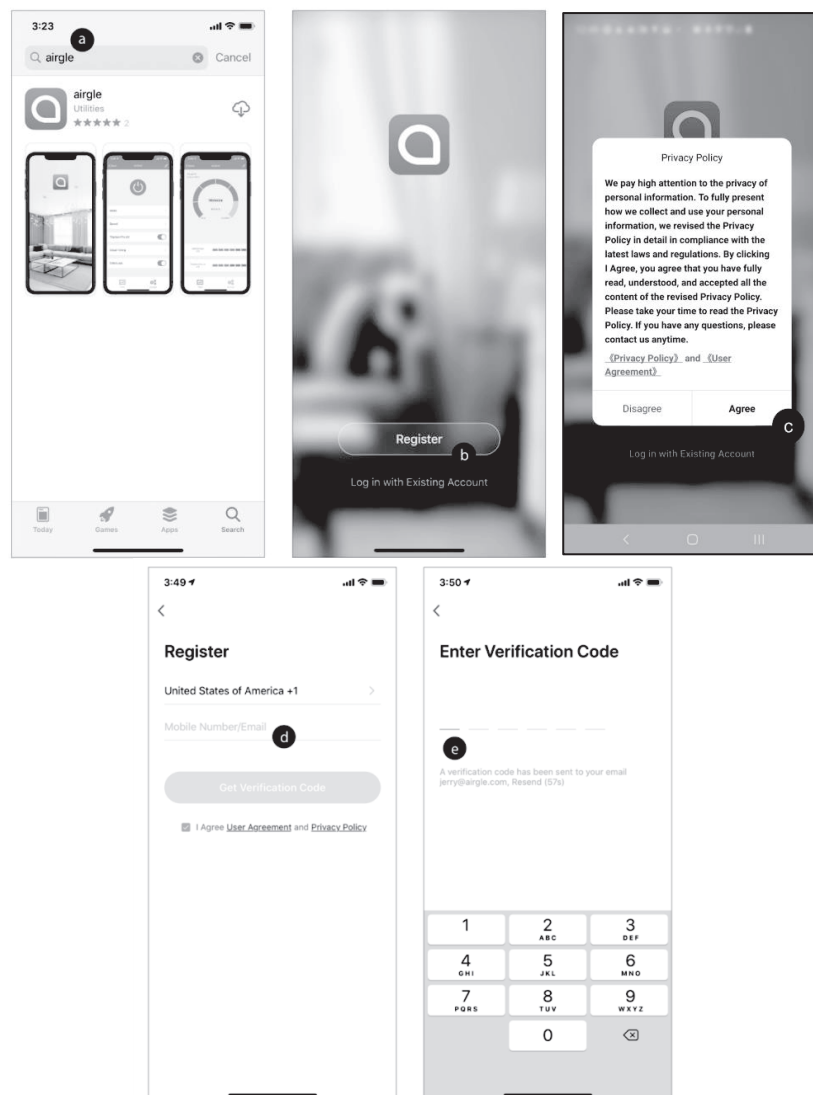 3:23
a
airgle
Cancel
airgle
Utilities
2
Today
Games
Apps
Search
Register
b
Log in with Existing Account
Privacy Policy
We pay high attention to the privacy of
personal information. To fully present
how we collect and use your personal
information, we revised the Privacy
Policy in detail in compliance with the
latest laws and regulations. By clicking
I Agree, you agree that you have fully
read, understood, and accepted all the
content of the revised Privacy Policy.
Please take your time to read the Privacy
Policy. If you have any questions, please
contact us anytime.
《Privacy Policy》 and 《User
Agreement》
Disagree
Agree
c
Log in with Existing Account
3:49
Register
United States of America +1
Mobile Number/Email
d
Get Verification Code
I Agree User Agreement and Privacy Policy
3:50
Enter Verification Code
e
A verification code has been sent to your email
jerry@airgle.com, Resend (57s)
1 2 3
ABC DEF
4 5 6
GHI JKL MNO
7 8 9
PQRS TUV WXYZ
0